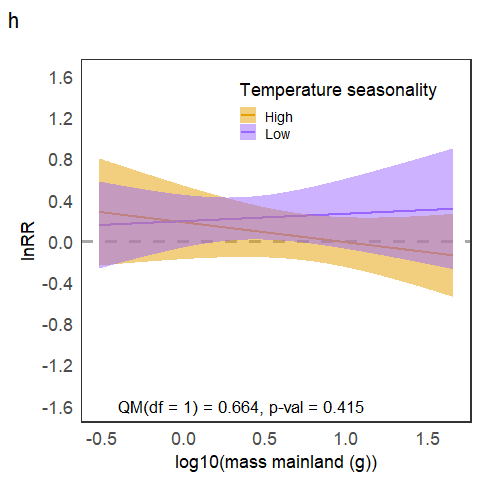 h
1.6
1.2
0.8
0.4
0.0
-0.4
-0.8
-1.2
-1.6
lnRR
Temperature seasonality
High
Low
QM(df = 1) = 0.664, p-val = 0.415
-0.5 0.0 0.5 1.0 1.5
log10(mass mainland (g))